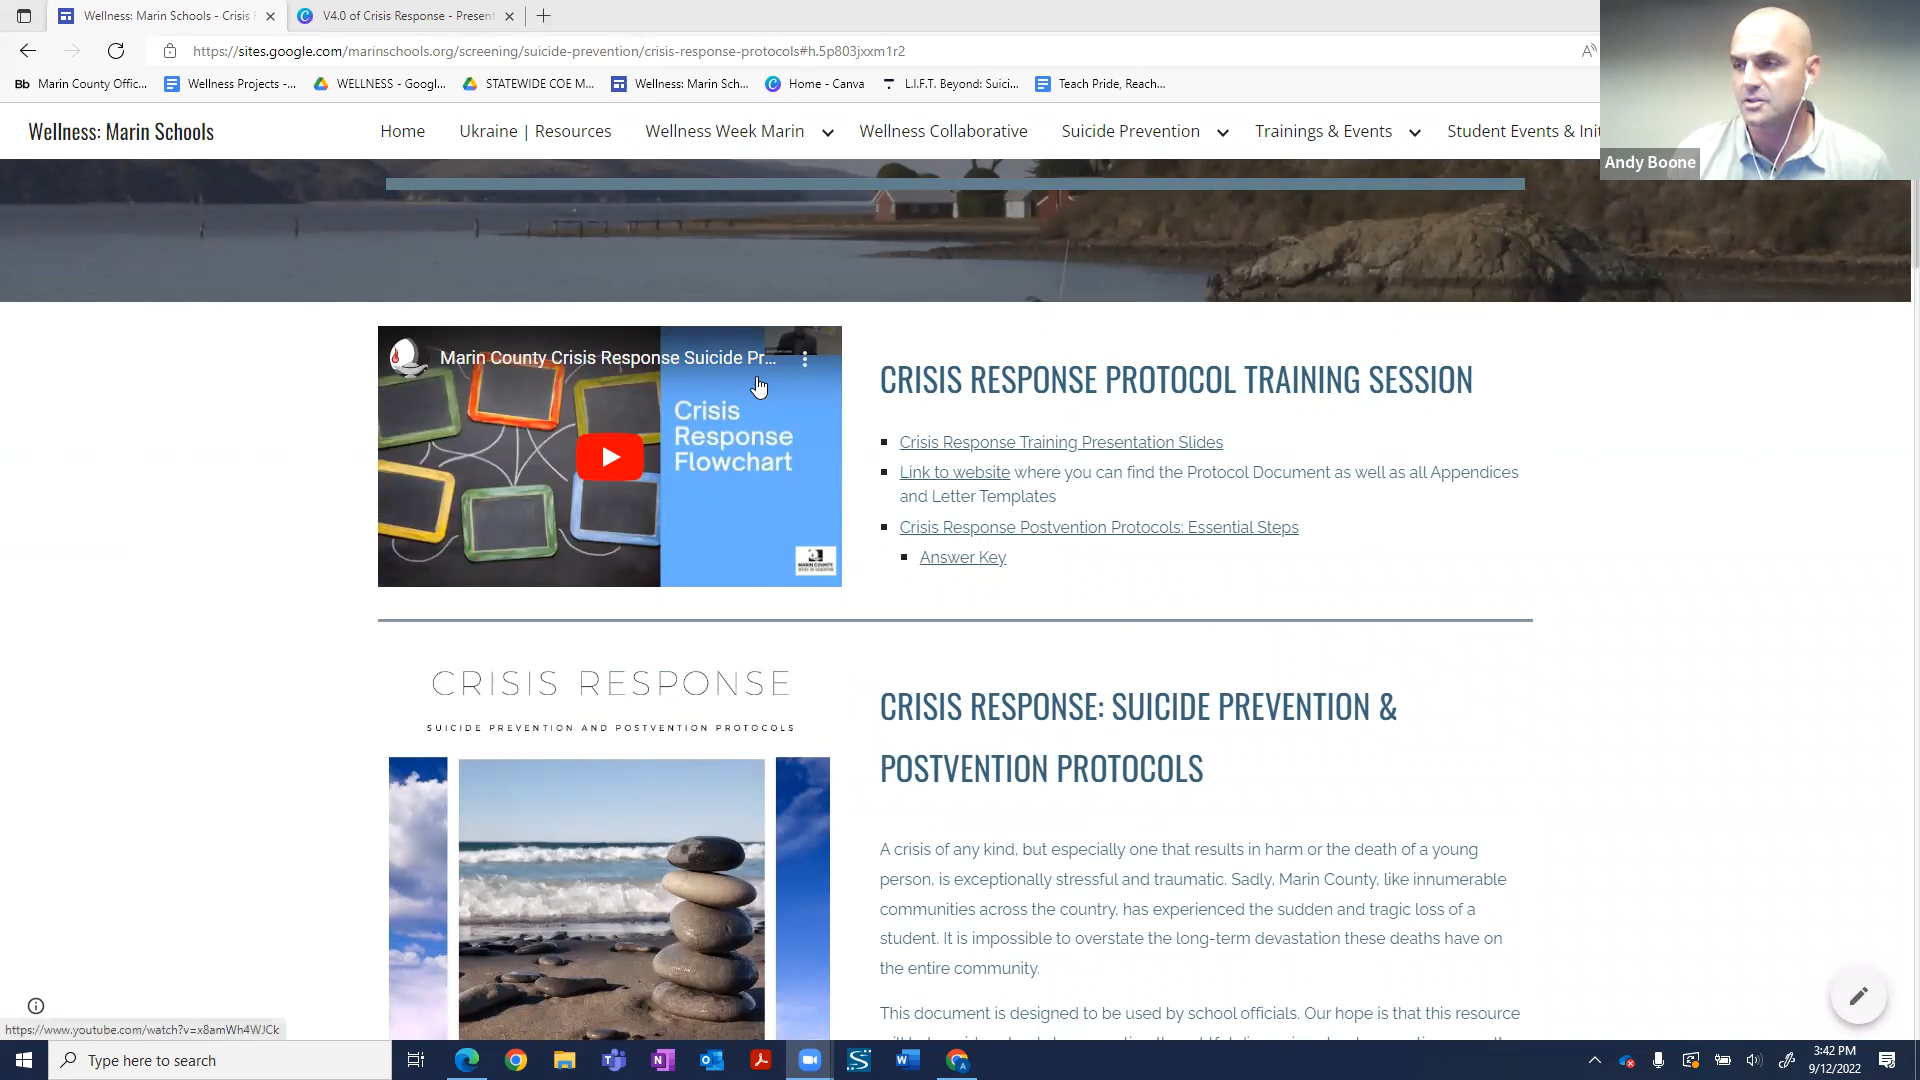 Wellness: Marin Schools - Crisis
V4.0 of Crisis Response - Present
https://sites.google.com/marinschools.org/screening/suicide-prevention/crisis-response-protocols#h.5p803jxxm1r2
Bb Marin County Offic... Wellness Projects -... WELLNESS - Googl... STATEWIDE COE M... Wellness: Marin Sch... Home - Canva L.I.F.T. Beyond: Suici... Teach Pride, Reach...
Wellness: Marin Schools Home Ukraine | Resources Wellness Week Marin Wellness Collaborative Suicide Prevention Trainings & Events Student Events & Init
Andy Boone
Marin County Crisis Response Suicide Pr...
Crisis
Response
Flowchart
MARIN COUNTY
CRISIS RESPONSE PROTOCOL TRAINING SESSION
Crisis Response Training Presentation Slides
Link to website where you can find the Protocol Document as well as all Appendices
and Letter Templates
Crisis Response Postvention Protocols: Essential Steps
Answer Key
CRISIS RESPONSE
SUICIDE PREVENTION AND POSTVENTION PROTOCOLS
CRISIS RESPONSE: SUICIDE PREVENTION &
POSTVENTION PROTOCOLS
A crisis of any kind, but especially one that results in harm or the death of a young
person, is exceptionally stressful and traumatic. Sadly, Marin County, like innumerable
communities across the country, has experienced the sudden and tragic loss of a
student. It is impossible to overstate the long-term devastation these deaths have on
the entire community.
This document is designed to be used by school officials. Our hope is that this resource
https://www.youtube.com/watch?v=x8amWh4WJCk
Type here to search
3:42 PM
9/12/2022